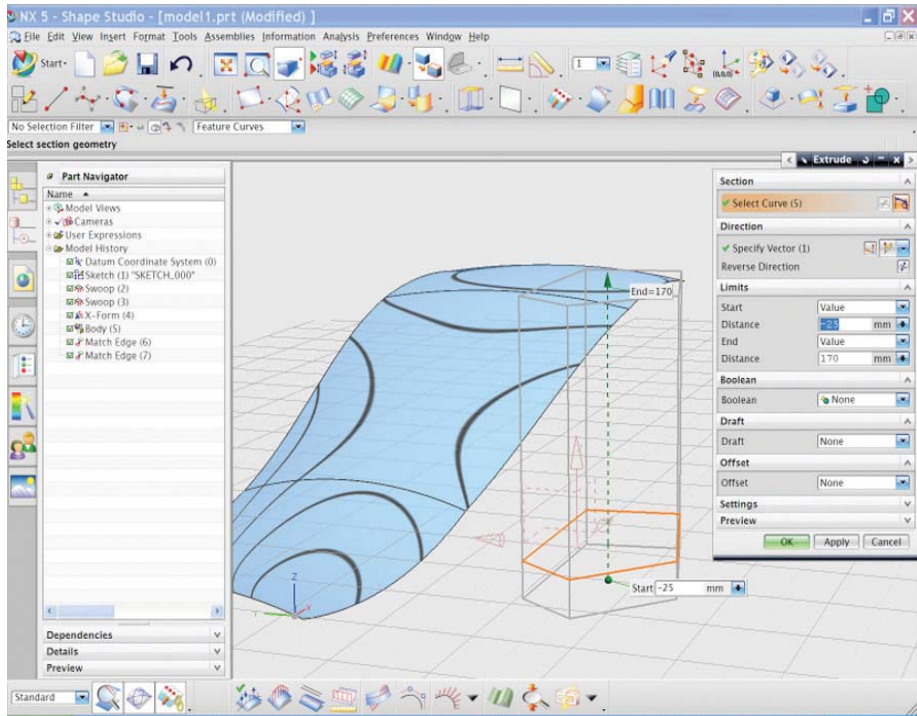 NX 5 - Shape Studio - [model1.prt (Modified) ]
File Edit View Insert Format Tools Assemblies Information Analysis Preferences Window Help
Start
1
(0,0,0)
No Selection Filter
Feature Curves
Select section geometry
Part Navigator
Name
Model Views
Cameras
User Expressions
Model History
Datum Coordinate System (0)
Sketch (1) "SKETCH_000"
Swoop (2)
Swoop (3)
X-Form (4)
Body (5)
Match Edge (6)
Match Edge (7)
Dependencies
Details
Preview
Standard
End=170
Start -25 mm
Z
Y
X
Extrude
Section
Select Curve (5)
Direction
Specify Vector (1)
Reverse Direction
Limits
Start Value
Distance -25 mm
End Value
Distance 170 mm
Boolean
Boolean None
Draft
Draft None
Offset
Offset None
Settings
Preview
OK Apply Cancel